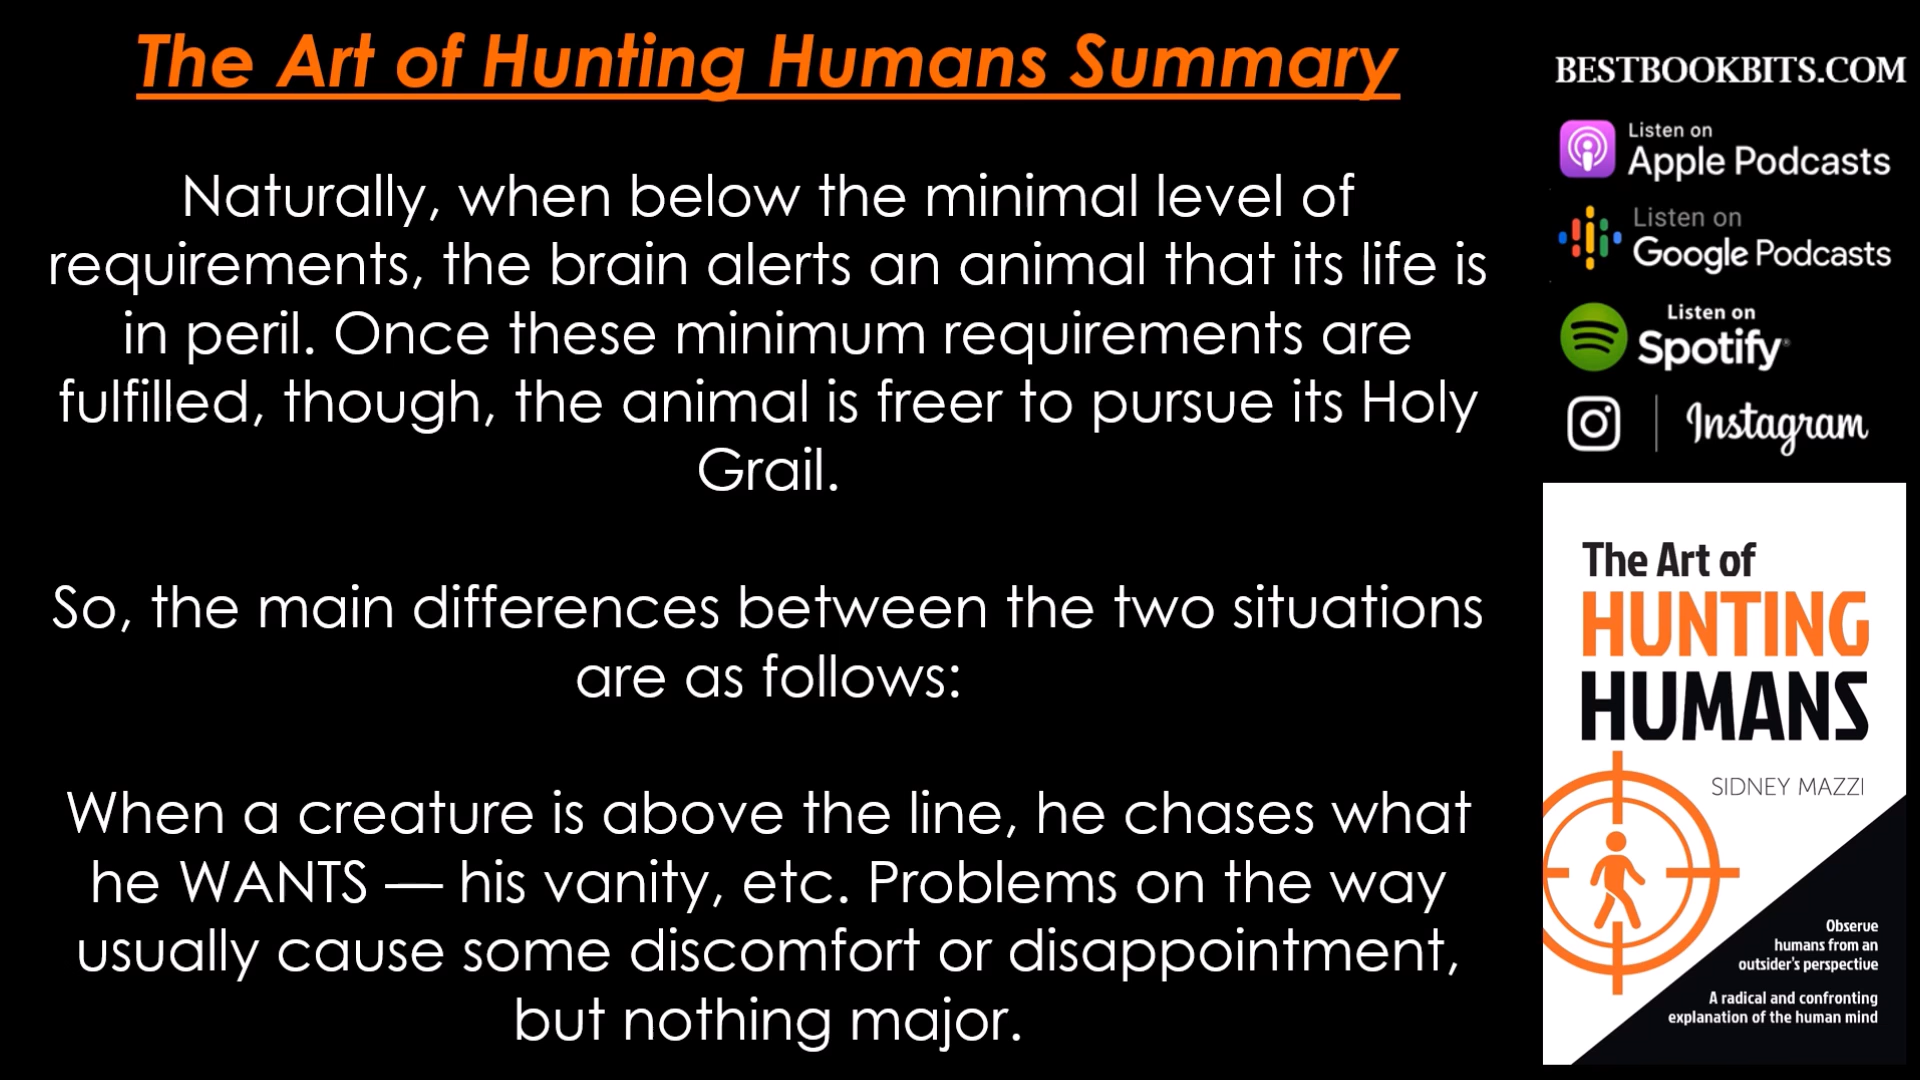 The Art of Hunting Humans Summary
Naturally, when below the minimal level of
requirements, the brain alerts an animal that its life is
in peril. Once these minimum requirements are
fulfilled, though, the animal is freer to pursue its Holy
Grail.
So, the main differences between the two situations
are as follows:
When a creature is above the line, he chases what
he WANTS — his vanity, etc. Problems on the way
usually cause some discomfort or disappointment,
but nothing major.
BESTBOOKBITS.COM
Listen on
Apple Podcasts
Listen on
Google Podcasts
Listen on
Spotify
Instagram
The Art of
HUNTING
HUMANS
SIDNEY MAZZI
Observe
humans from an
outsider's perspective
A radical and confronting
explanation of the human mind